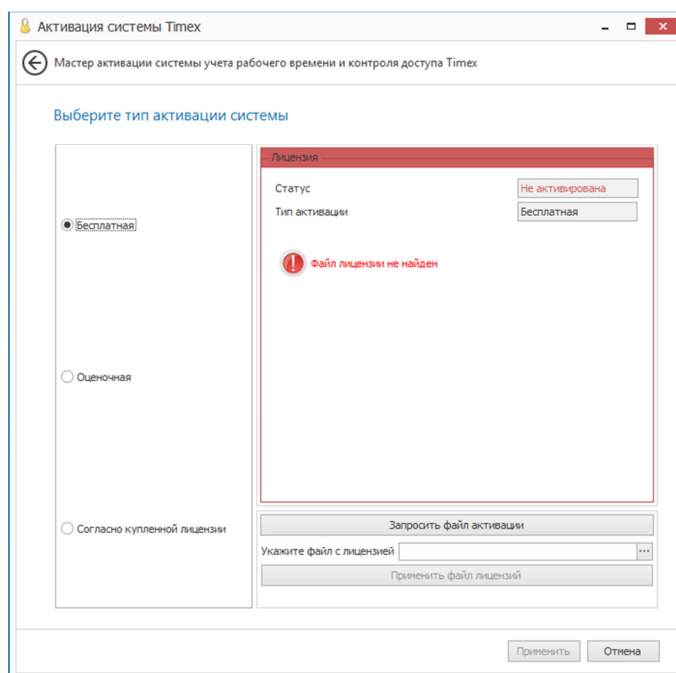 Активация системы Timex
Мастер активации системы учета рабочего времени и контроля доступа Timex
Выберите тип активации системы
Бесплатная
Оценочная
Согласно купленной лицензии
Лицензия
Статус
Не активирована
Тип активации
Бесплатная
Файл лицензии не найден
Запросить файл активации
Укажите файл с лицензией
...
Применить файл лицензий
Применить
Отмена